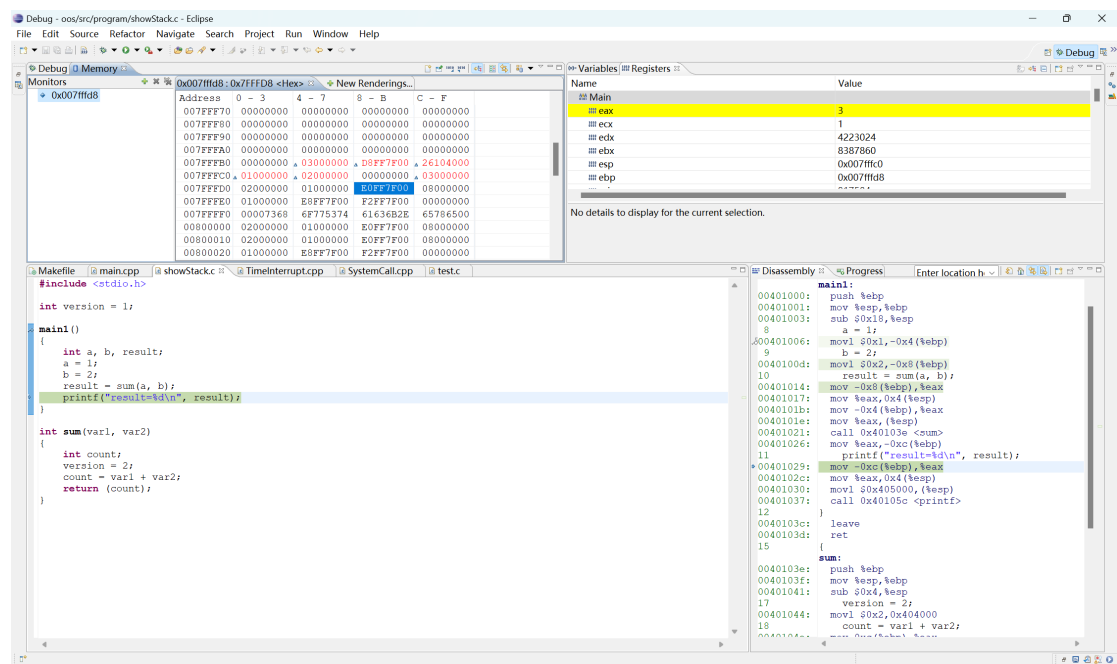 Debug - oos/src/program/showStack.c - Eclipse
File Edit Source Refactor Navigate Search Project Run Window Help
Debug
Debug Memory
Monitors
0x007fffd8
0x007fffd8 : 0x7FFFD8 <Hex> New Renderings...
Address 0 - 3 4 - 7 8 - B C - F
007FFF70 00000000 00000000 00000000 00000000
007FFF80 00000000 00000000 00000000 00000000
007FFF90 00000000 00000000 00000000 00000000
007FFFA0 00000000 00000000 00000000 00000000
007FFFB0 00000000 03000000 D8FF7F00 26104000
007FFFC0 01000000 02000000 00000000 03000000
007FFFD0 02000000 01000000 E0FF7F00 08000000
007FFFE0 01000000 E8FF7F00 F2FF7F00 00000000
007FFFF0 00007368 6F775374 61636B2E 65786500
00800000 02000000 01000000 E0FF7F00 08000000
00800010 02000000 01000000 E0FF7F00 08000000
00800020 01000000 E8FF7F00 F2FF7F00 00000000
Variables Registers
Name Value
Main
eax 3
ecx 1
edx 4223024
ebx 8387860
esp 0x007fffc0
ebp 0x007fffd8
No details to display for the current selection.
Makefile main.cpp showStack.c TimeInterrupt.cpp SystemCall.cpp test.c
#include <stdio.h>
int version = 1;
main1()
{
int a, b, result;
a = 1;
b = 2;
result = sum(a, b);
printf("result=%d\n", result);
}
int sum(var1, var2)
{
int count;
version = 2;
count = var1 + var2;
return (count);
}
Disassembly Progress Enter location h
main1:
00401000: push %ebp
00401001: mov %esp,%ebp
00401003: sub $0x18,%esp
8 a = 1;
00401006: movl $0x1,-0x4(%ebp)
9 b = 2;
0040100d: movl $0x2,-0x8(%ebp)
10 result = sum(a, b);
00401014: mov -0x8(%ebp),%eax
00401017: mov %eax,0x4(%esp)
0040101b: mov -0x4(%ebp),%eax
0040101e: mov %eax,(%esp)
00401021: call 0x40103e <sum>
00401026: mov %eax,-0xc(%ebp)
11 printf("result=%d\n", result);
00401029: mov -0xc(%ebp),%eax
0040102c: mov %eax,0x4(%esp)
00401030: movl $0x405000,(%esp)
00401037: call 0x40105c <printf>
12 }
0040103c: leave
0040103d: ret
15 {
sum:
0040103e: push %ebp
0040103f: mov %esp,%ebp
00401041: sub $0x4,%esp
17 version = 2;
00401044: movl $0x2,0x404000
18 count = var1 + var2;